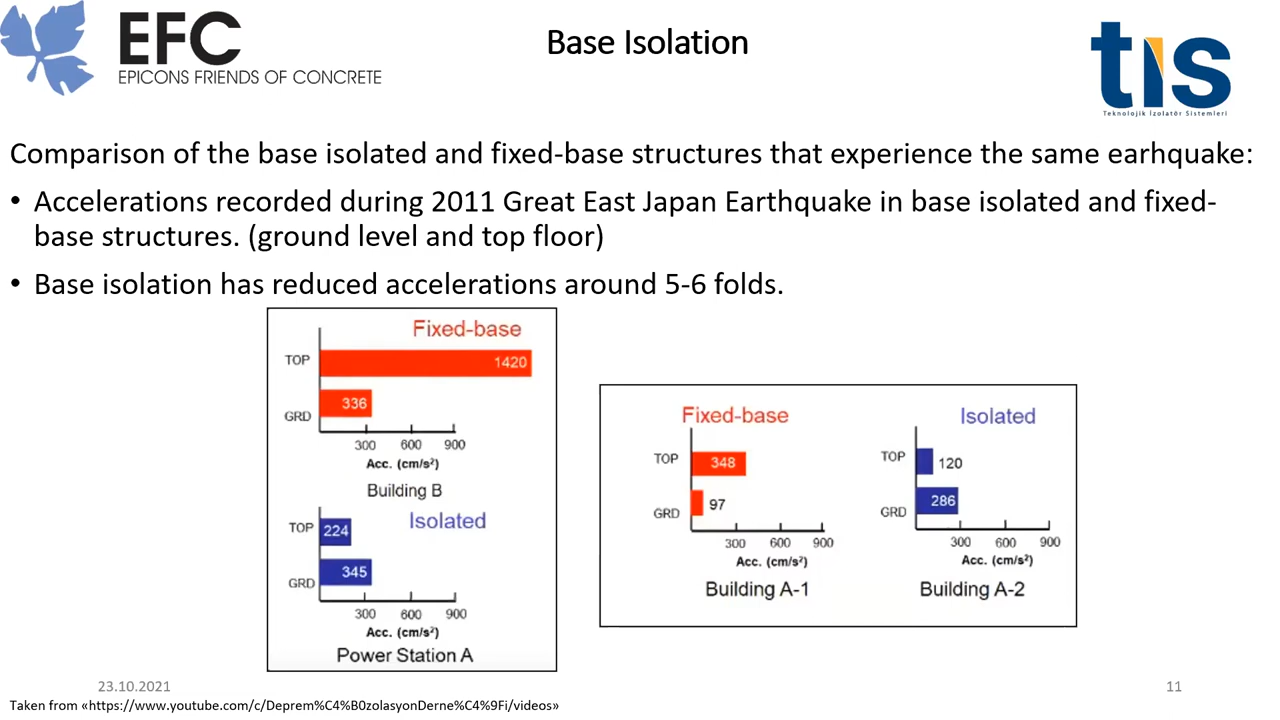 EFC
EPICONS FRIENDS OF CONCRETE
Base Isolation
tis
Teknolojik İzolatör Sistemleri
Comparison of the base isolated and fixed-base structures that experience the same earhquake:
• Accelerations recorded during 2011 Great East Japan Earthquake in base isolated and fixed-
base structures. (ground level and top floor)
• Base isolation has reduced accelerations around 5-6 folds.
Fixed-base
TOP 1420
GRD 336
300 600 900
Acc. (cm/s²)
Building B
Isolated
TOP 224
GRD 345
300 600 900
Acc. (cm/s²)
Power Station A
Fixed-base
TOP 348
GRD 97
300 600 900
Acc. (cm/s²)
Building A-1
Isolated
TOP 120
GRD 286
300 600 900
Acc. (cm/s²)
Building A-2
23.10.2021
11
Taken from «https://www.youtube.com/c/Deprem%C4%B0zolasyonDerne%C4%9Fi/videos»